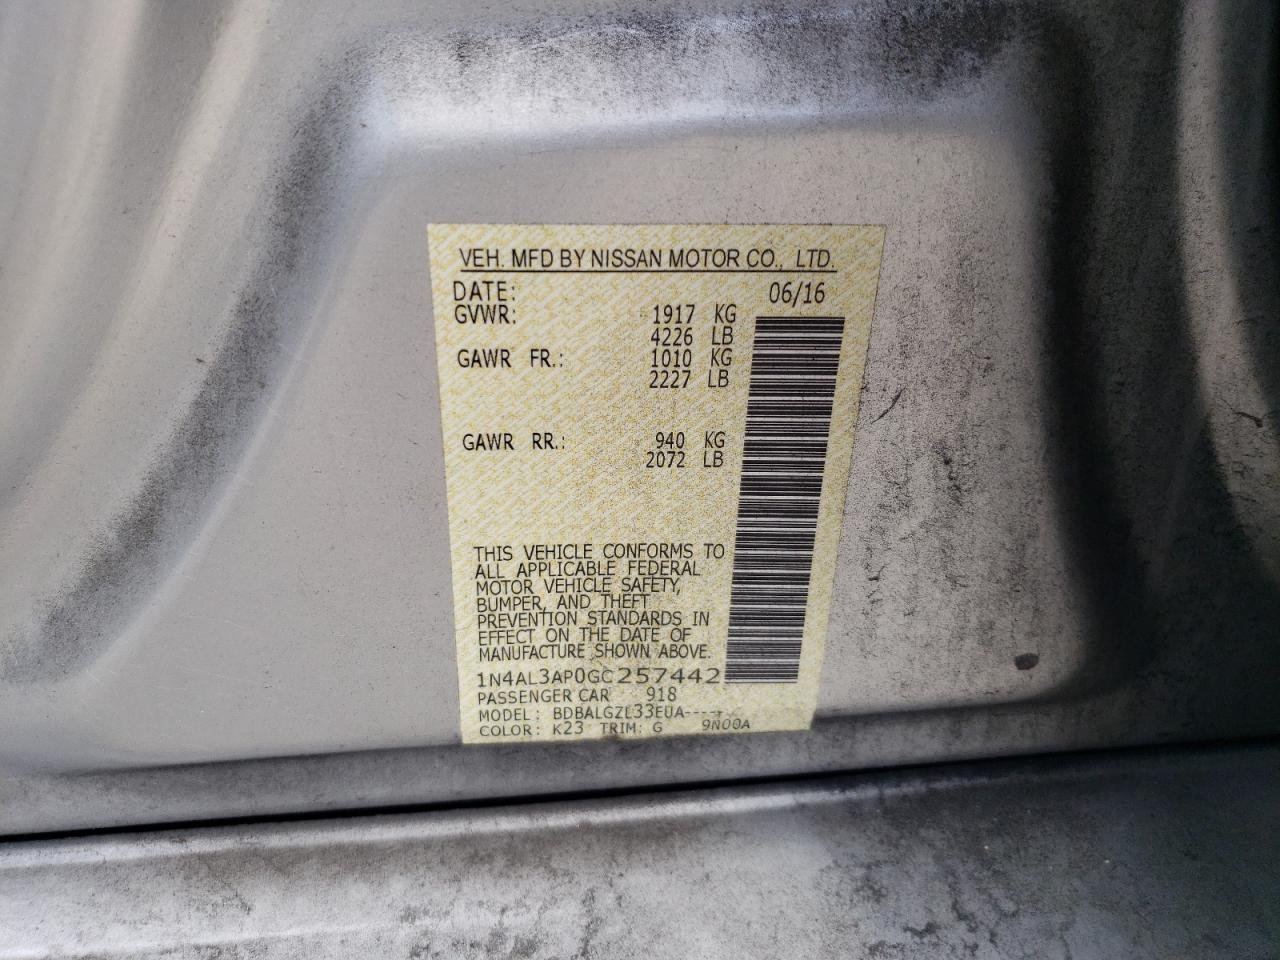 VEH. MFD BY NISSAN MOTOR CO., LTD.
DATE: 06/16
GVWR: 1917 KG
4226 LB
GAWR FR.: 1010 KG
2227 LB
GAWR RR.: 940 KG
2072 LB
THIS VEHICLE CONFORMS TO
ALL APPLICABLE FEDERAL
MOTOR VEHICLE SAFETY,
BUMPER, AND THEFT
PREVENTION STANDARDS IN
EFFECT ON THE DATE OF
MANUFACTURE SHOWN ABOVE.
1N4AL3AP0GC257442
PASSENGER CAR 918
MODEL: BDBALGZL33EUA----
COLOR: K23 TRIM: G 9N00A